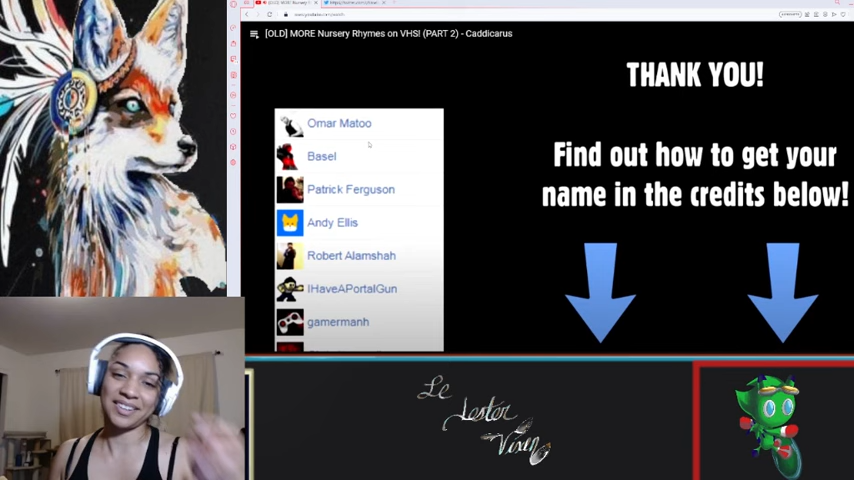 [OLD] MORE Nursery Rhymes on VHS! (PART 2) - Caddicarus
THANK YOU!
Find out how to get your
name in the credits below!
Omar Matoo
Basel
Patrick Ferguson
Andy Ellis
Robert Alamshah
IHaveAPortalGun
gamermanh
Le
Lester
Vixen